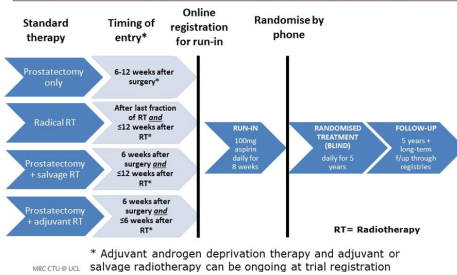 Standard
therapy
Timing of
entry*
Online
registration
for run-in
Randomise by
phone
Prostatectomy
only
6-12 weeks after
surgery*
Radical RT
After last fraction
of RT and
≤12 weeks after
RT*
Prostatectomy
+ salvage RT
6 weeks after
surgery and
≤12 weeks after
RT*
Prostatectomy
+ adjuvant RT
6 weeks after
surgery and
≤6 weeks after
RT*
RUN-IN
100mg
aspirin
daily for
8 weeks
RANDOMISED
TREATMENT
(BLIND)
daily for 5
years
FOLLOW-UP
5 years +
long-term
f/up through
registries
RT= Radiotherapy
* Adjuvant androgen deprivation therapy and adjuvant or
salvage radiotherapy can be ongoing at trial registration
MRC CTU @ UCL